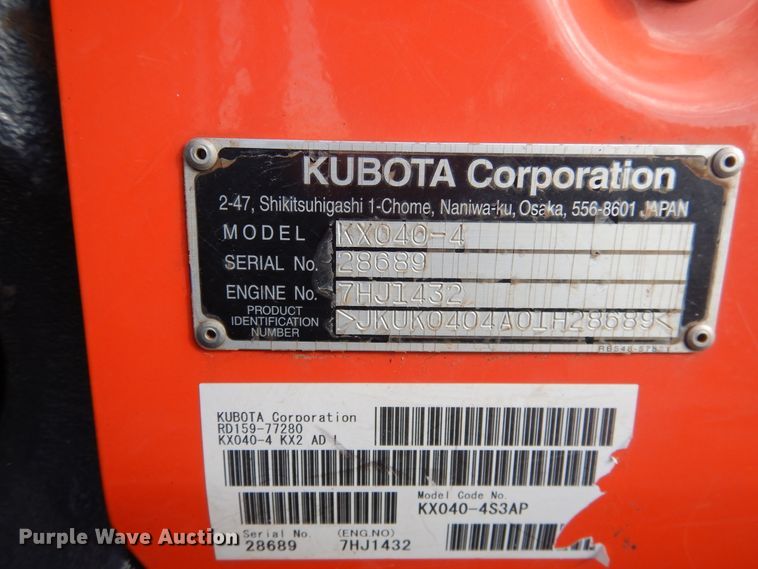 KUBOTA Corporation
2-47, Shikitsuhigashi 1-Chome, Naniwa-ku, Osaka, 556-8601 JAPAN
MODEL KX040-4
SERIAL No. 28689
ENGINE No. 7HJ1432
PRODUCT
IDENTIFICATION
NUMBER >JKUK0404A01H28689<
KUBOTA Corporation
RD159-77280
KX040-4 KX2 AD
Model Code No.
KX040-4S3AP
Serial No. (ENG.NO)
28689 7HJ1432
Purple Wave Auction